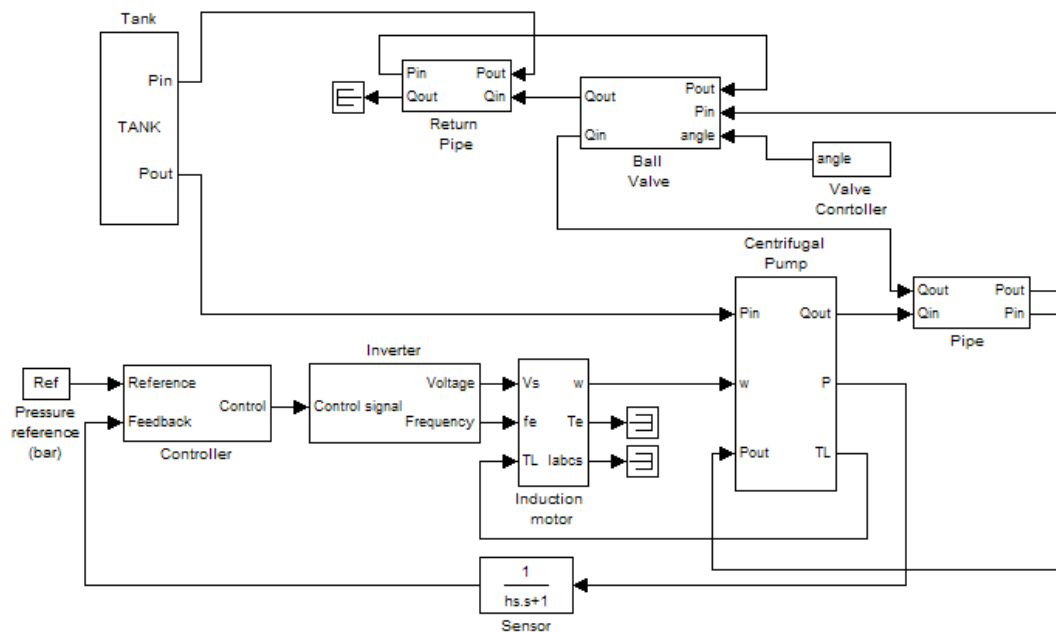 Tank
Pin
TANK
Pout
Pin
Pout
Qout
Qin
Return
Pipe
Qout
Qin
Pout
Pin
angle
Ball
Valve
angle
Valve
Conrtoller
Centrifugal
Pump
Pin
Qout
w
P
Pout
TL
Qout
Pout
Qin
Pin
Pipe
Ref
Pressure
reference
(bar)
Reference
Control
Feedback
Controller
Inverter
Voltage
Control signal
Frequency
Vs
w
fe
Te
TL
Iabcs
Induction
motor
1
hs.s+1
Sensor